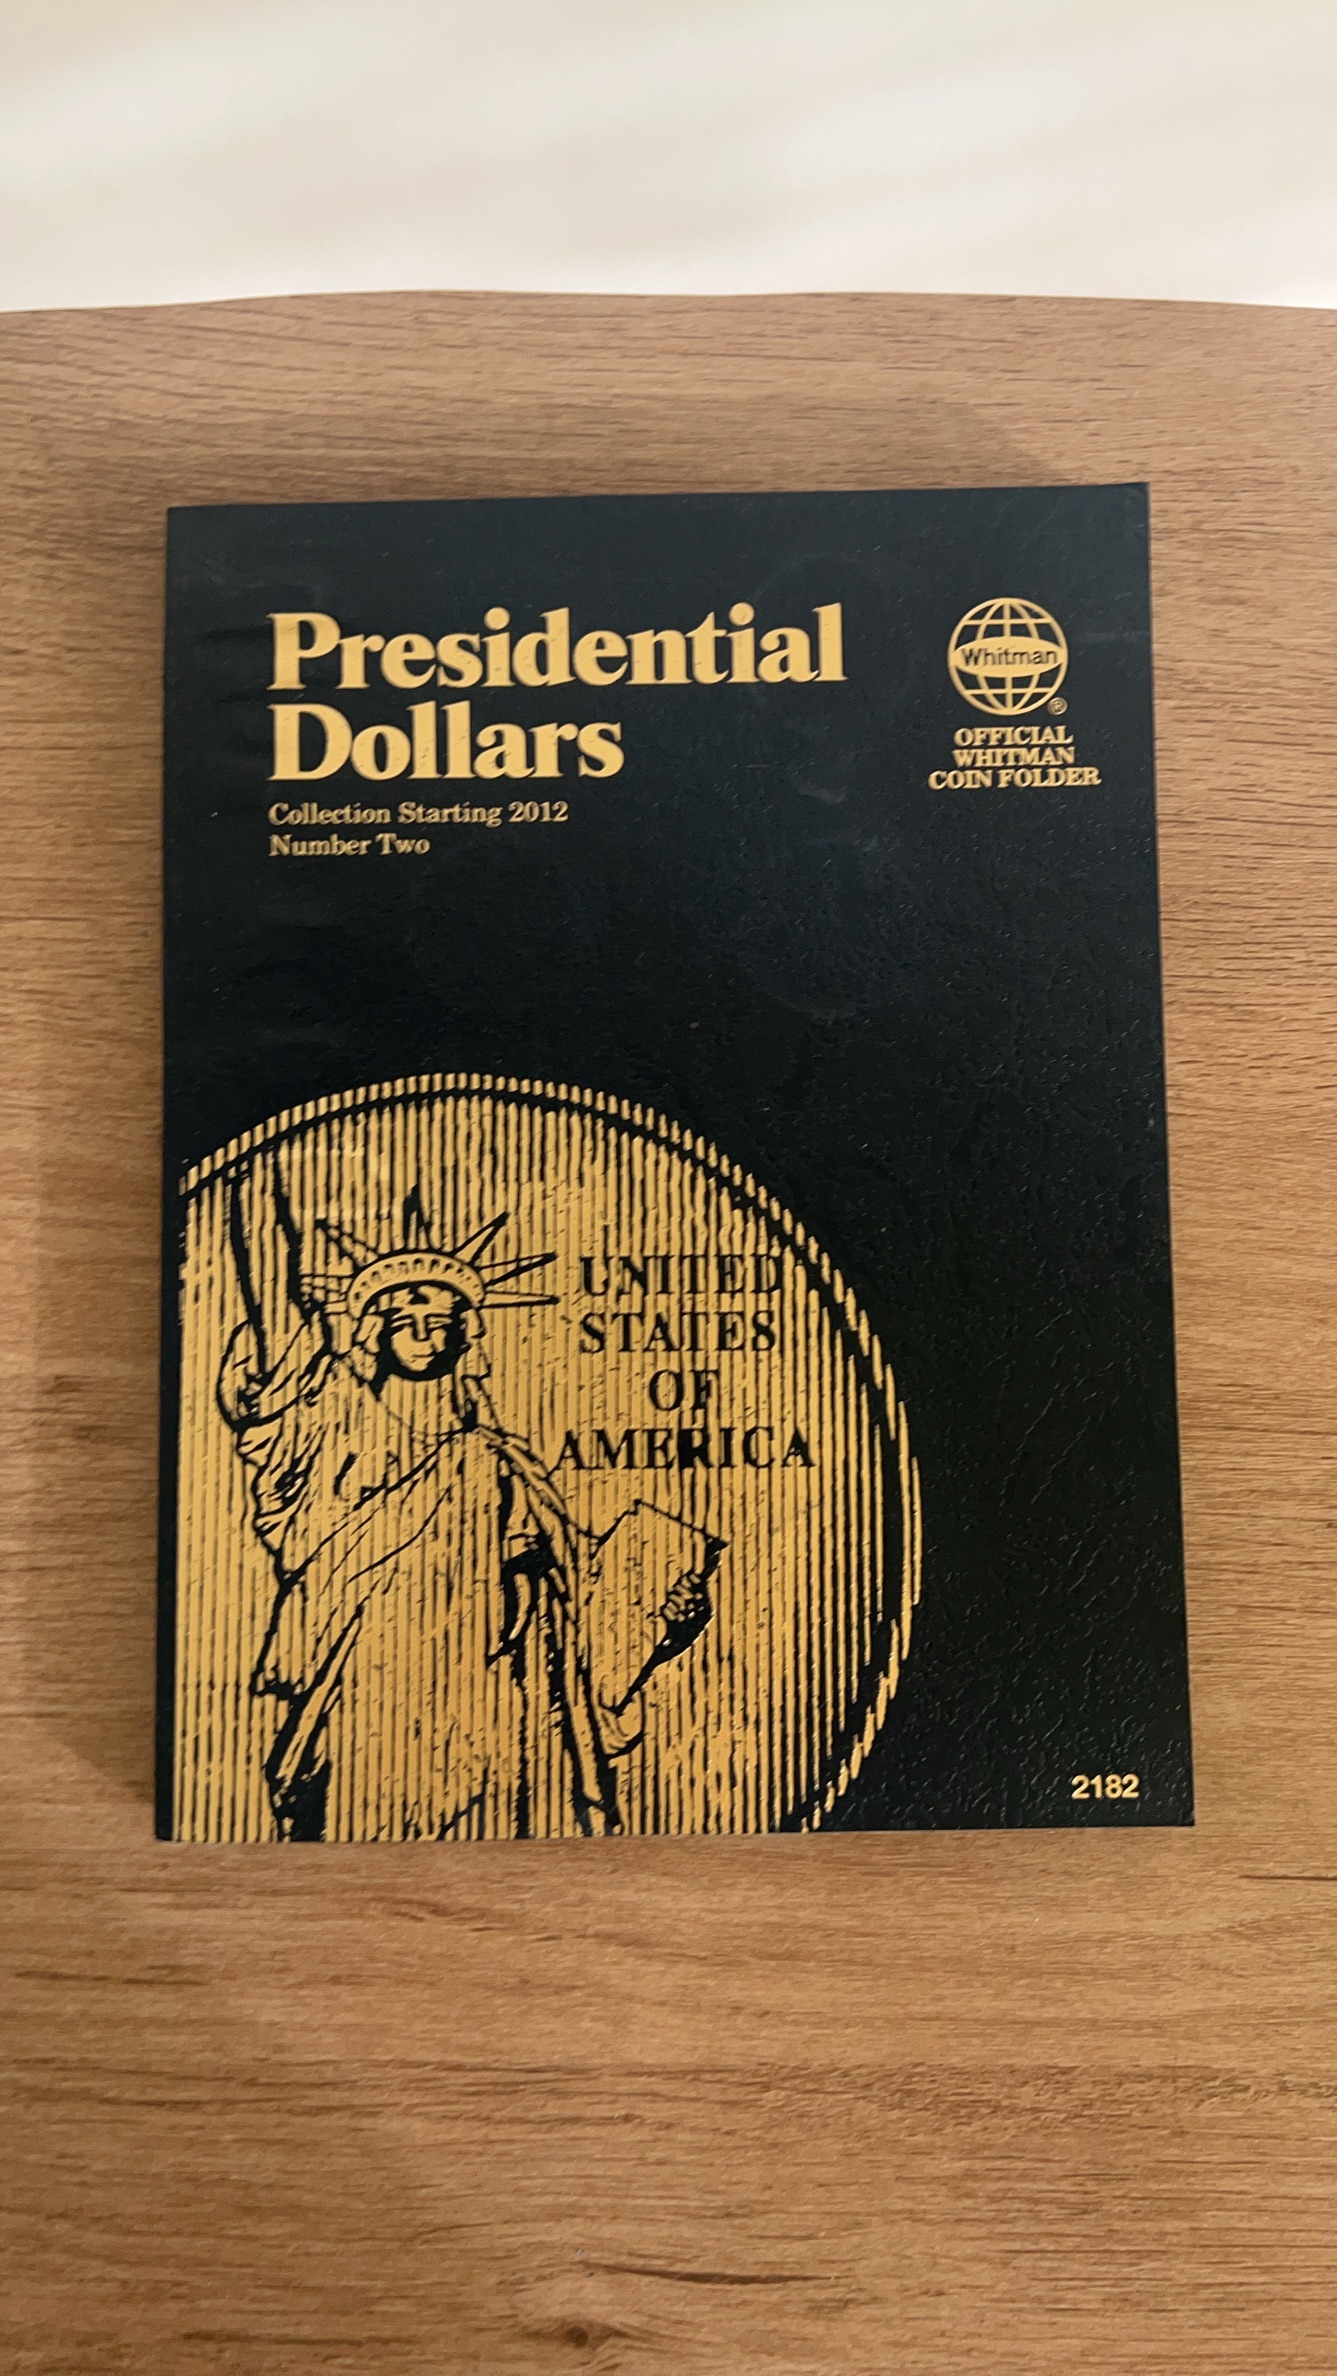 Presidential
Dollars
Collection Starting 2012
Number Two
Whitman
®
OFFICIAL
WHITMAN
COIN FOLDER
UNITED
STATES
OF
AMERICA
2182